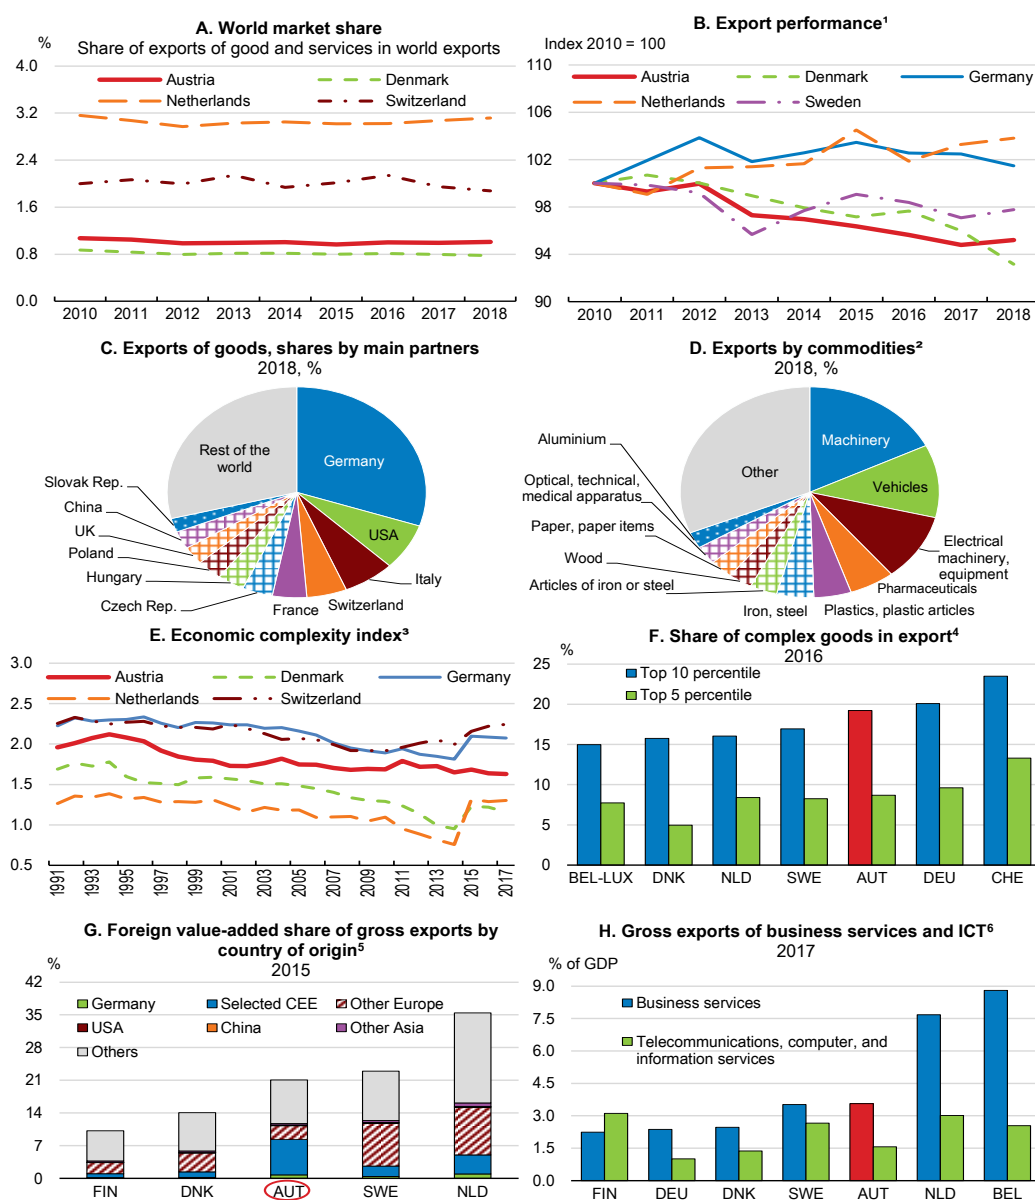 A. World market share
%
Share of exports of good and services in world exports
4.0
3.2
2.4
1.6
0.8
0.0
Austria
Denmark
Netherlands
Switzerland
2010 2011 2012 2013 2014 2015 2016 2017 2018
B. Export performance¹
Index 2010 = 100
110
106
102
98
94
90
Austria
Denmark
Germany
Netherlands
Sweden
2010 2011 2012 2013 2014 2015 2016 2017 2018
C. Exports of goods, shares by main partners
2018, %
Germany
USA
Italy
Switzerland
France
Czech Rep.
Hungary
Poland
UK
China
Slovak Rep.
Rest of the
world
D. Exports by commodities²
2018, %
Machinery
Vehicles
Electrical
machinery,
equipment
Pharmaceuticals
Plastics, plastic articles
Iron, steel
Articles of iron or steel
Wood
Paper, paper items
Optical, technical,
medical apparatus
Aluminium
Other
E. Economic complexity index³
3.0
2.5
2.0
1.5
1.0
0.5
Austria
Denmark
Germany
Netherlands
Switzerland
1991 1993 1995 1997 1999 2001 2003 2005 2007 2009 2011 2013 2015 2017
F. Share of complex goods in export⁴
2016
%
25
20
15
10
5
0
Top 10 percentile
Top 5 percentile
BEL-LUX DNK NLD SWE AUT DEU CHE
G. Foreign value-added share of gross exports by
country of origin⁵
2015
%
42
35
28
21
14
7
0
Germany
Selected CEE
Other Europe
USA
China
Other Asia
Others
FIN DNK AUT SWE NLD
H. Gross exports of business services and ICT⁶
2017
% of GDP
9.0
7.5
6.0
4.5
3.0
1.5
0.0
Business services
Telecommunications, computer, and
information services
FIN DEU DNK SWE AUT NLD BEL